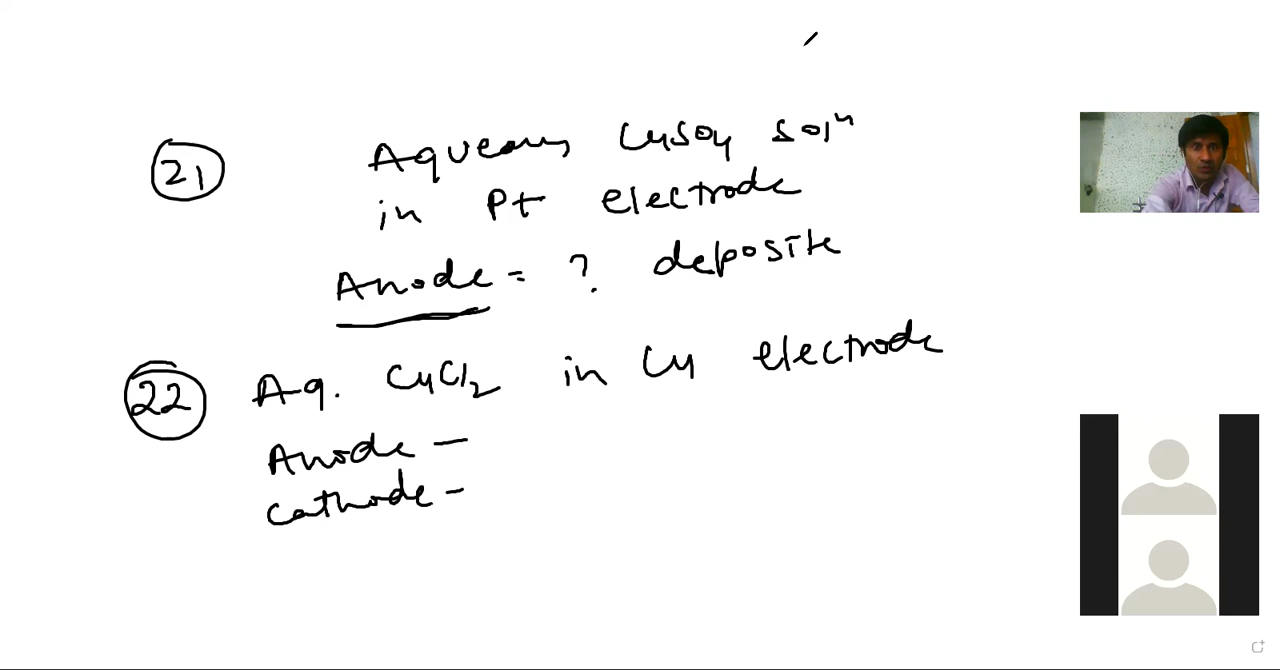 21
Aqueous CuSO4 solⁿ
in Pt electrode
Anode = ? deposite
22 Aq. CuCl2 in Cu electrode
Anode –
Cathode –